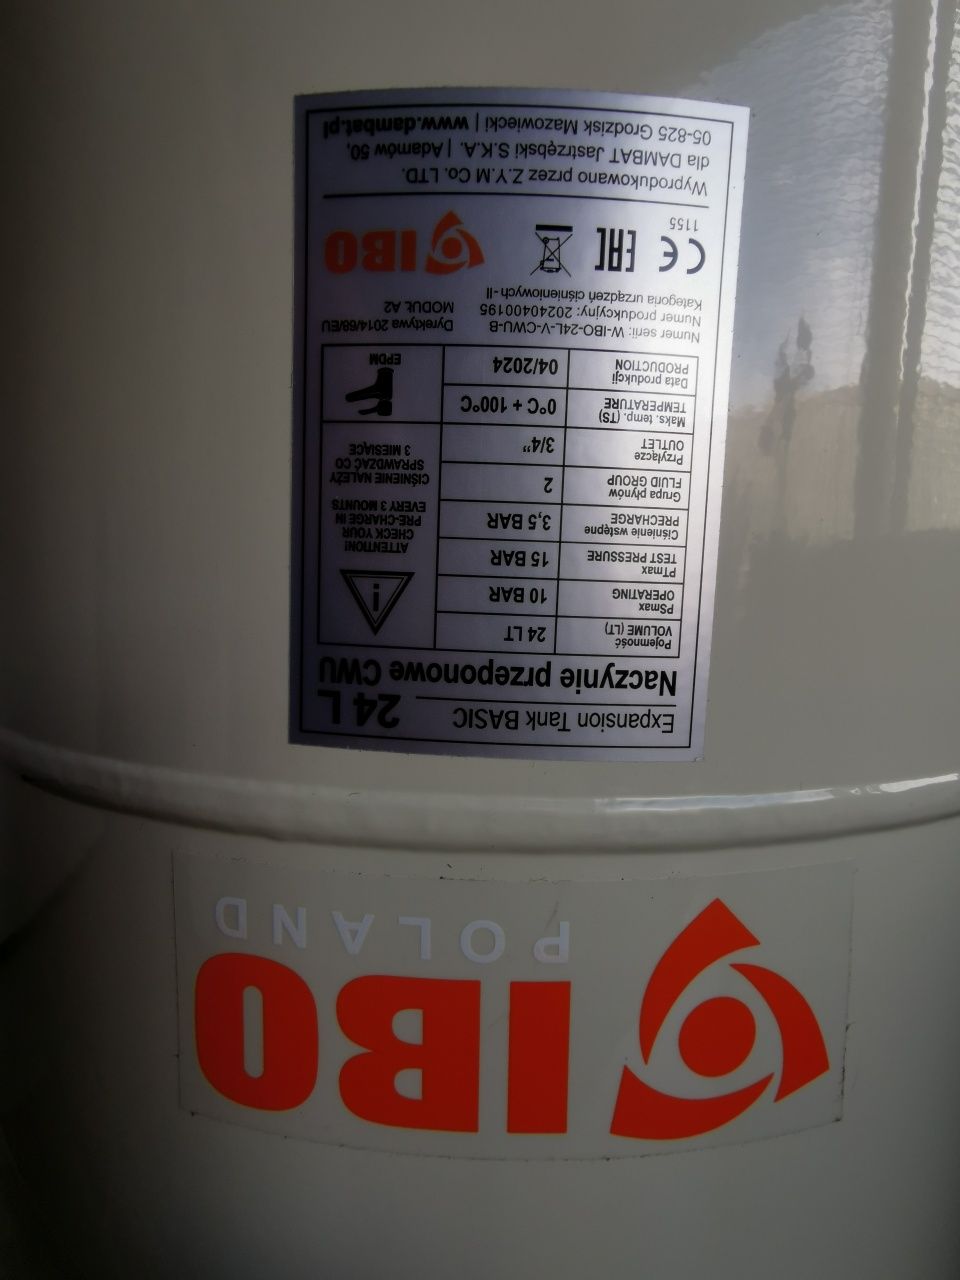 Expansion Tank BASIC
24 L
Naczynie przeponowe CWU
Pojemność
VOLUME (LT)
24 LT
PSmax
OPERATING
10 BAR
PTmax
TEST PRESSURE
15 BAR
Ciśnienie wstępne
PRECHARGE
3,5 BAR
Grupa płynów
FLUID GROUP
2
Przyłącze
OUTLET
3/4"
Maks. temp. (TS)
TEMPERATURE
0°C + 100°C
Data produkcji
PRODUCTION
04/2024
ATTENTION!
CHECK YOUR
PRE-CHARGE IN
EVERY 3 MOUNTS
CIŚNIENIE NALEŻY
SPRAWDZAĆ CO
3 MIESIĄCE
EPDM
Numer serii: W-IBO-24L-V-CWU-B
Numer produkcyjny: 20240400195
Kategoria urządzeń ciśnieniowych-II
Dyrektywa 2014/68/EU
MODUŁ A2
CE
1155
EAC
IBO
Wyprodukowano przez Z.Y.M Co. LTD.
dla DAMBAT Jastrzębski S.K.A. | Adamów 50,
05-825 Grodzisk Mazowiecki | www.dambat.pl
IBO
POLAND